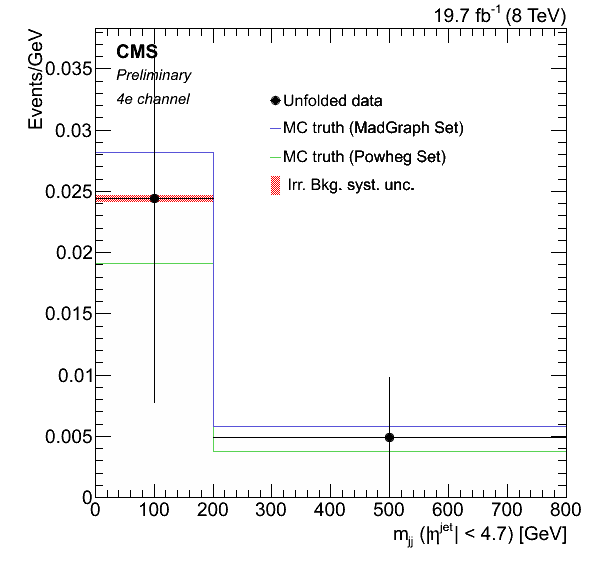 19.7 fb⁻¹ (8 TeV)
Events/GeV
CMS
Preliminary
4e channel
Unfolded data
MC truth (MadGraph Set)
MC truth (Powheg Set)
Irr. Bkg. syst. unc.
0.035
0.03
0.025
0.02
0.015
0.01
0.005
0
0 100 200 300 400 500 600 700 800
m_jj (|η^jet| < 4.7) [GeV]